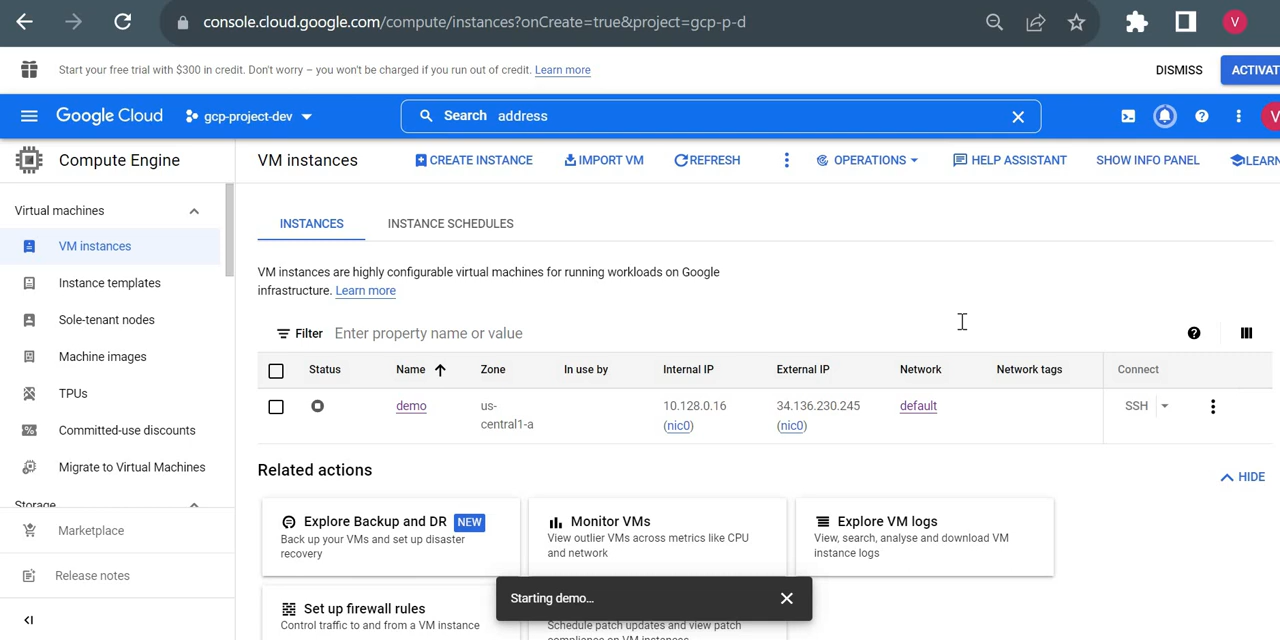 console.cloud.google.com/compute/instances?onCreate=true&project=gcp-p-d
V
Start your free trial with $300 in credit. Don't worry – you won't be charged if you run out of credit. Learn more
DISMISS
ACTIVAT
Google Cloud
gcp-project-dev
Search address
V
Compute Engine
VM instances
CREATE INSTANCE
IMPORT VM
REFRESH
OPERATIONS
HELP ASSISTANT
SHOW INFO PANEL
LEARN
Virtual machines
VM instances
Instance templates
Sole-tenant nodes
Machine images
TPUs
Committed-use discounts
Migrate to Virtual Machines
Storage
Marketplace
Release notes
INSTANCES
INSTANCE SCHEDULES
VM instances are highly configurable virtual machines for running workloads on Google
infrastructure. Learn more
Filter Enter property name or value
Status Name Zone In use by Internal IP External IP Network Network tags Connect
demo us- 10.128.0.16 34.136.230.245 default SSH
central1-a (nic0) (nic0)
Related actions
HIDE
Explore Backup and DR NEW
Back up your VMs and set up disaster
recovery
Monitor VMs
View outlier VMs across metrics like CPU
and network
Explore VM logs
View, search, analyse and download VM
instance logs
Set up firewall rules
Control traffic to and from a VM instance
Starting demo...
Schedule patch updates and view patch
compliance on VM instances